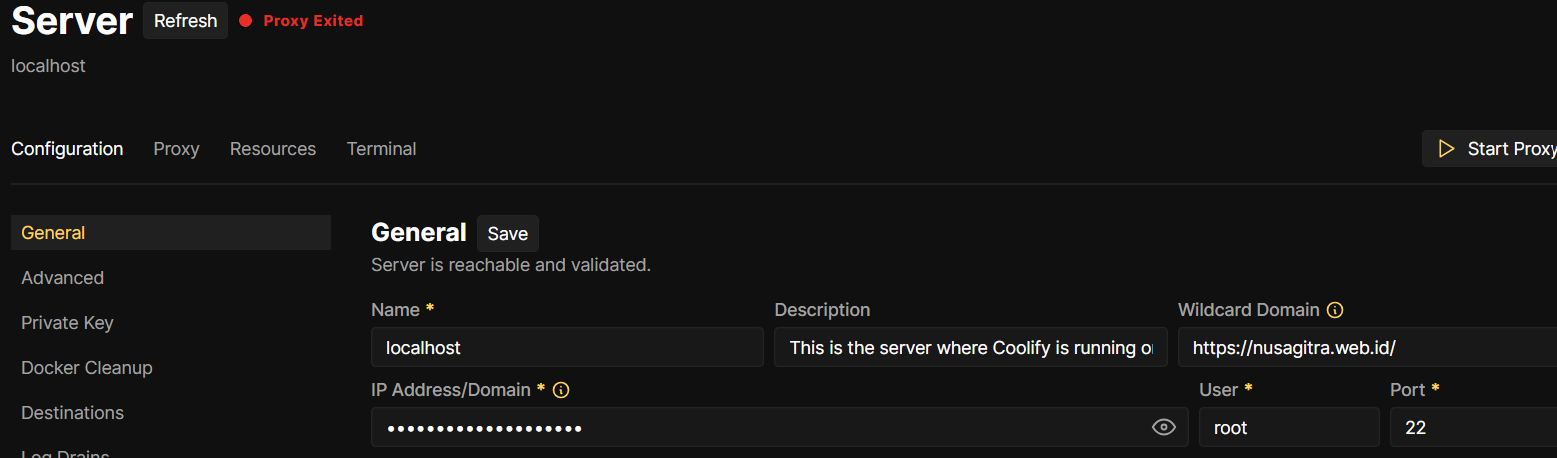 Server Refresh Proxy Exited
localhost
Configuration Proxy Resources Terminal Start Proxy
General
Advanced
Private Key
Docker Cleanup
Destinations
Log Drains
General Save
Server is reachable and validated.
Name * Description Wildcard Domain
localhost This is the server where Coolify is running o
https://nusagitra.web.id/
IP Address/Domain * User * Port *
•••••••••••••••••••• root 22